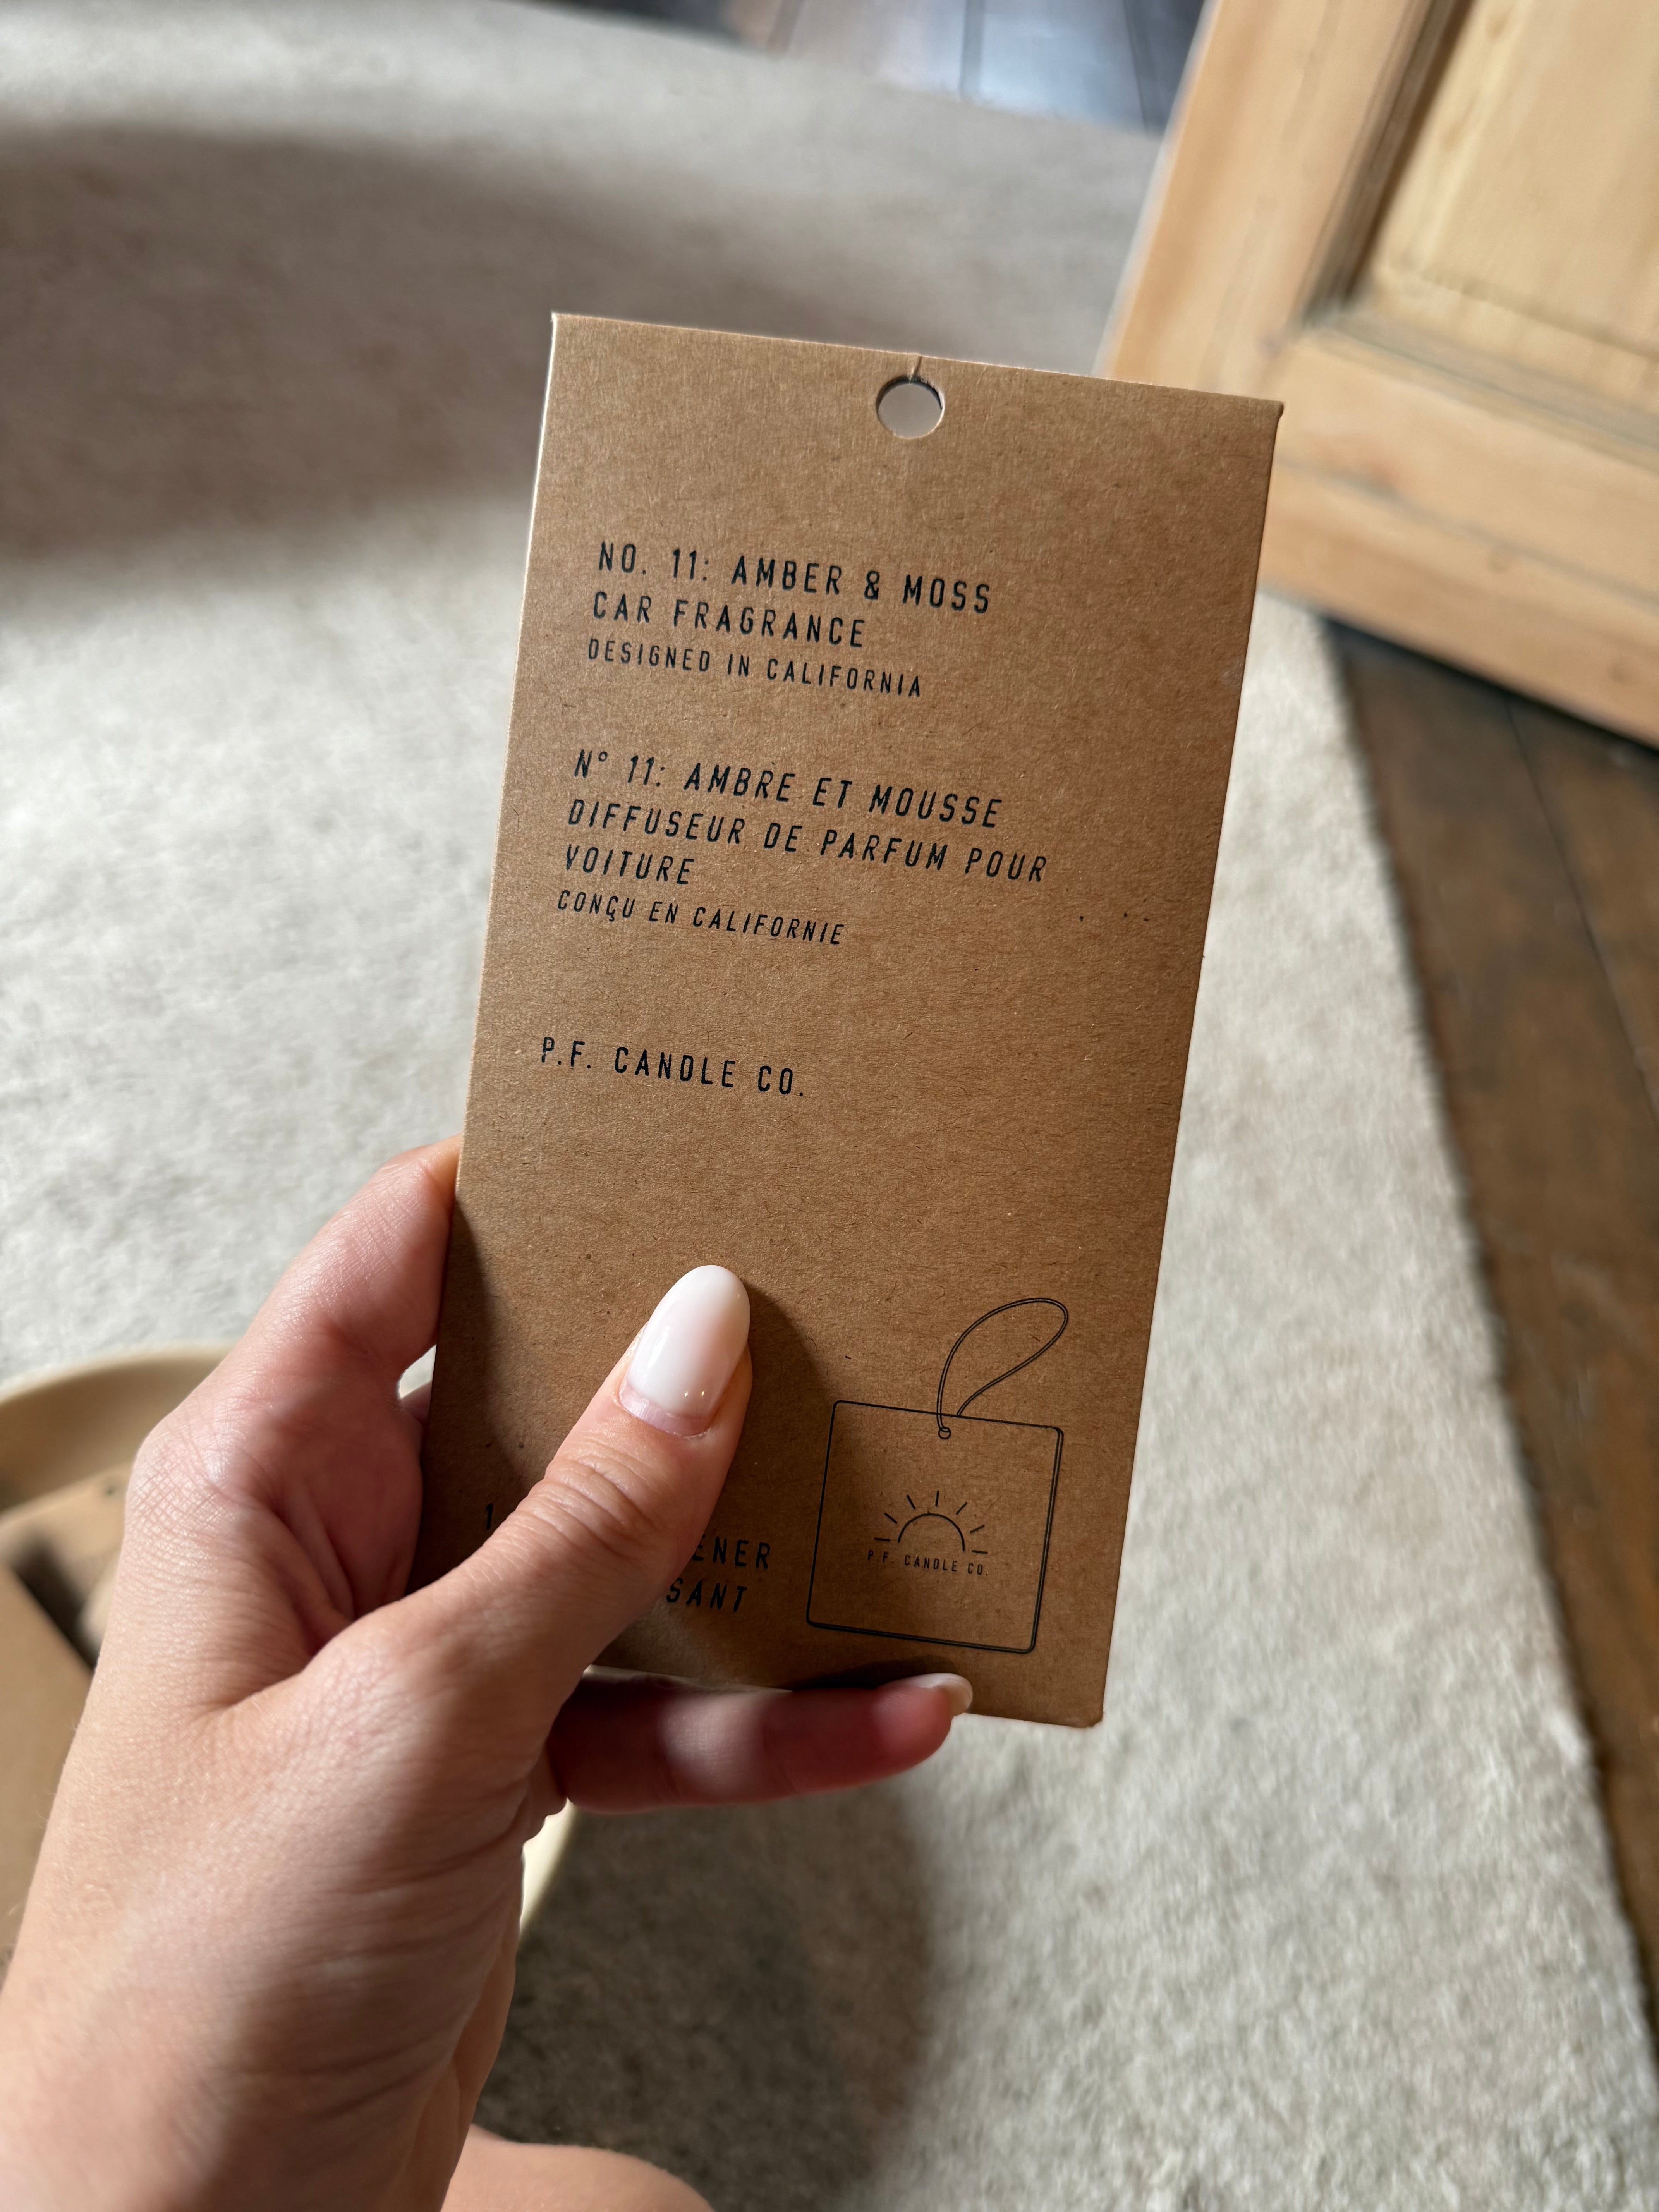 NO. 11: AMBER & MOSS
CAR FRAGRANCE
DESIGNED IN CALIFORNIA
N° 11: AMBRE ET MOUSSE
DIFFUSEUR DE PARFUM POUR
VOITURE
CONÇU EN CALIFORNIE
P.F. CANDLE CO.
1
P.F. CANDLE CO.